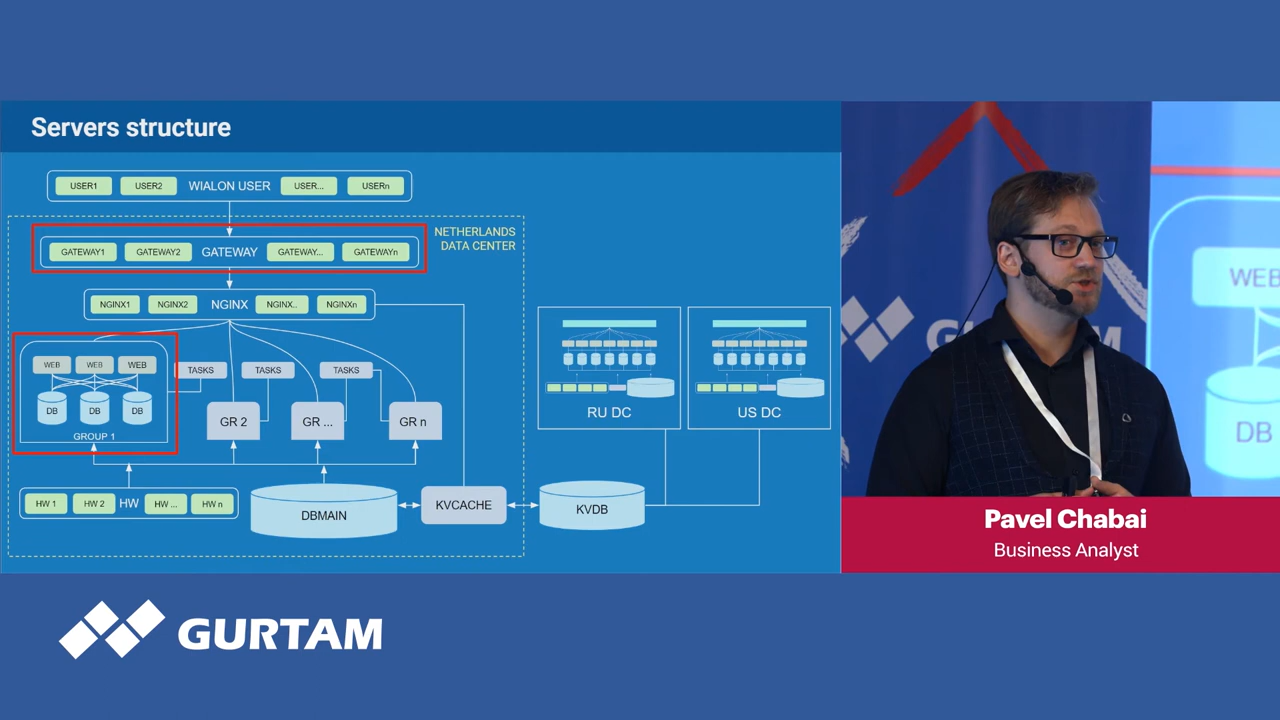 Servers structure
USER1 USER2 WIALON USER USER... USERn
NETHERLANDS
DATA CENTER
GATEWAY1 GATEWAY2 GATEWAY GATEWAY... GATEWAYn
NGINX1 NGINX2 NGINX NGINX.. NGINXn
WEB WEB WEB
DB DB DB
GROUP 1
TASKS TASKS TASKS
GR 2 GR ... GR n
RU DC US DC
HW 1 HW 2 HW HW ... HW n
DBMAIN KVCACHE KVDB
WEB
DB
Pavel Chabai
Business Analyst
GURTAM